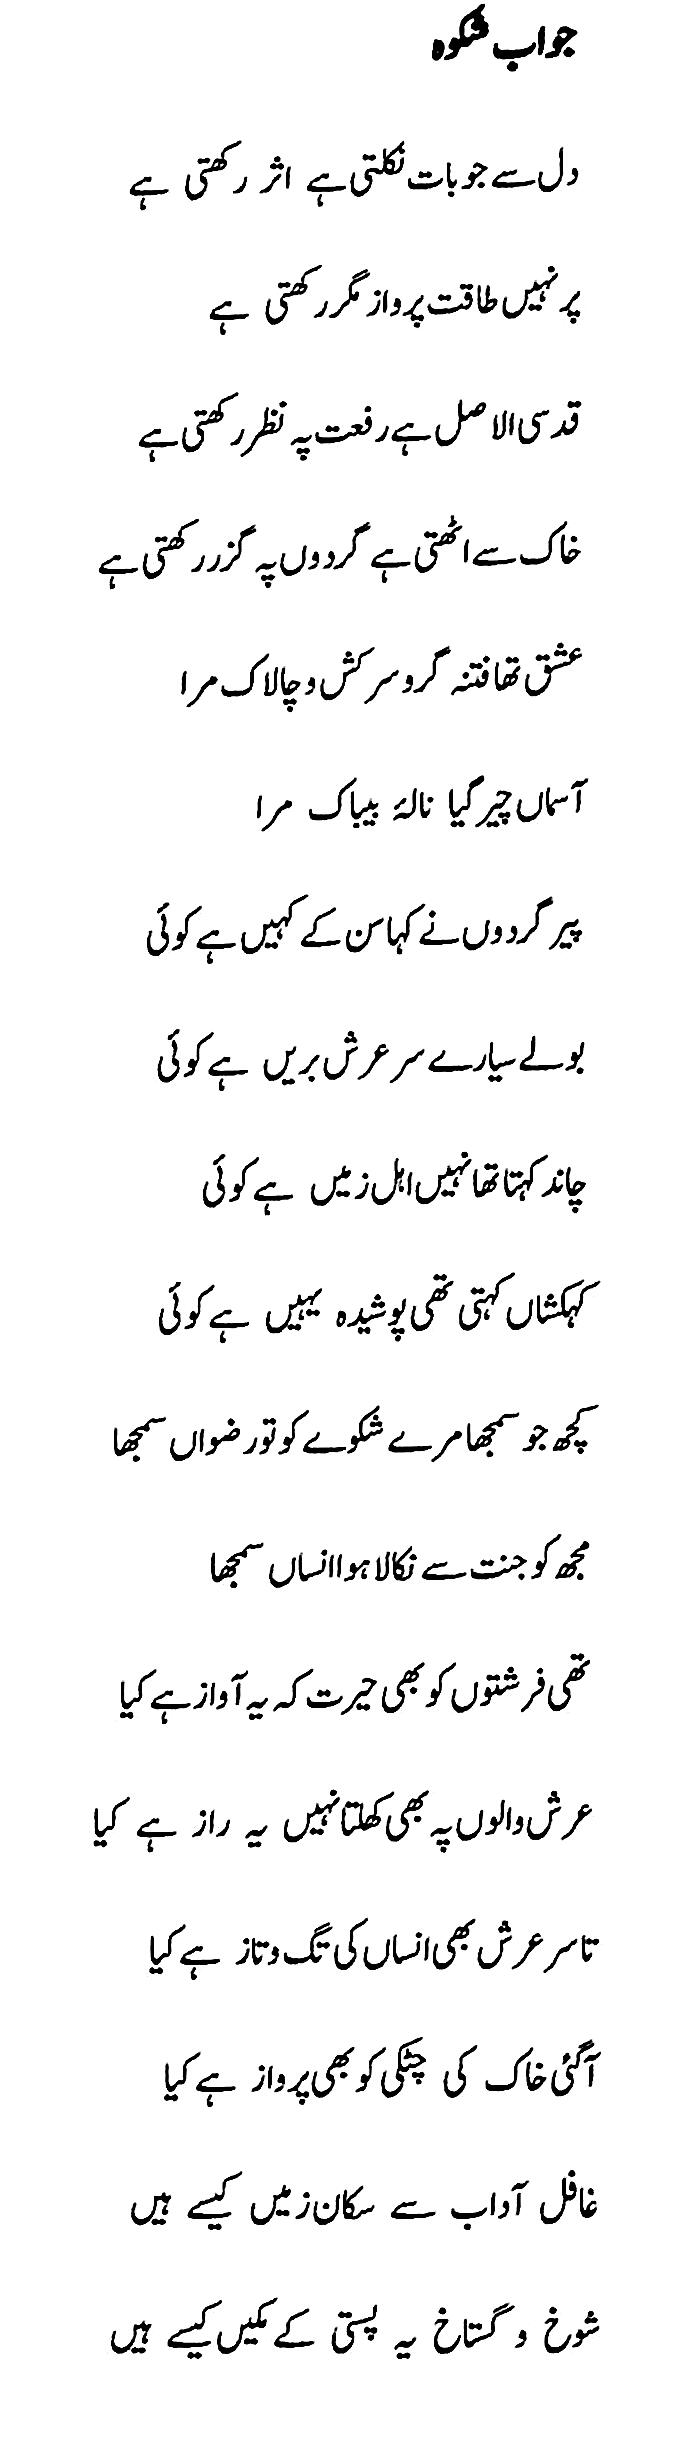 جواب شکوہ
دل سے جو بات نکلتی ہے اثر رکھتی ہے
پر نہیں طاقت پرواز مگر رکھتی ہے
قدسی الاصل ہے رفعت پہ نظر رکھتی ہے
خاک سے اٹھتی ہے گردوں پہ گزر رکھتی ہے
عشق تھا فتنہ گر و سرکش و چالاک مرا
آسماں چیر گیا نالۂ بیباک مرا
پیر گردوں نے کہا سن کے کہیں ہے کوئی
بولے سیارے سر عرش بریں ہے کوئی
چاند کہتا تھا نہیں اہل زمیں ہے کوئی
کہکشاں کہتی تھی پوشیدہ یہیں ہے کوئی
کچھ جو سمجھا مرے شکوے کو تو رضواں سمجھا
مجھ کو جنت سے نکالا ہوا انساں سمجھا
تھی فرشتوں کو بھی حیرت کہ یہ آواز ہے کیا
عرش والوں پہ بھی کھلتا نہیں یہ راز ہے کیا
تا سر عرش بھی انساں کی تگ و تاز ہے کیا
آ گئی خاک کی چٹکی کو بھی پرواز ہے کیا
غافل آداب سے سکان زمیں کیسے ہیں
شوخ و گستاخ یہ پستی کے مکیں کیسے ہیں